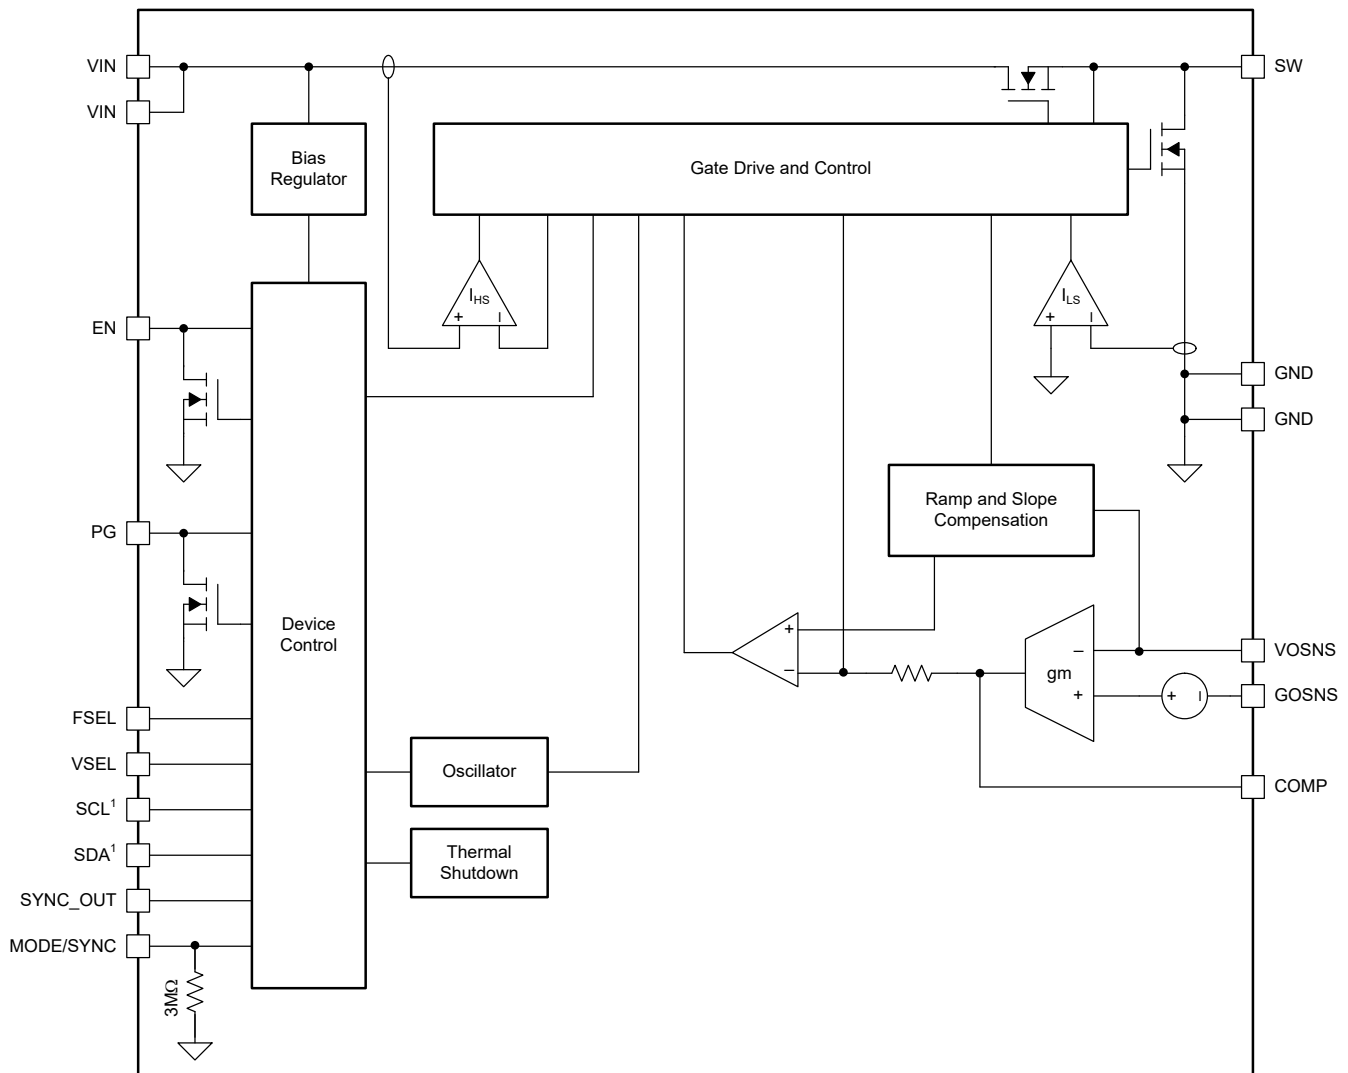 VIN
SW
VIN
Bias
Regulator
Gate Drive and Control
IHS
+ –
ILS
+ –
EN
GND
GND
Ramp and Slope
Compensation
PG
Device
Control
+
–
–
gm
+
VOSNS
+ –
GOSNS
FSEL
VSEL
Oscillator
COMP
SCL¹
SDA¹
Thermal
Shutdown
SYNC_OUT
MODE/SYNC
3MΩ